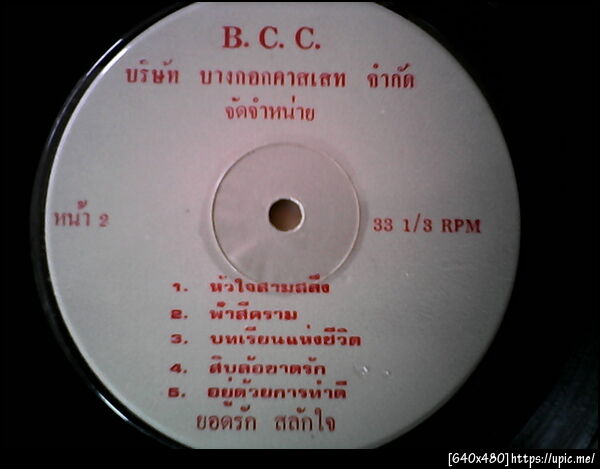 B. C. C.
บริษัท บางกอกคาสเสท จำกัด
จัดจำหน่าย
หน้า 2
33 1/3 RPM
1. หัวใจสามสลึง
2. ฟ้าสีคราม
3. บทเรียนแห่งชีวิต
4. สิบล้อขาดรัก
5. อยู่ด้วยการทำดี
ยอดรัก สลักใจ
[640x480]https://upic.me/